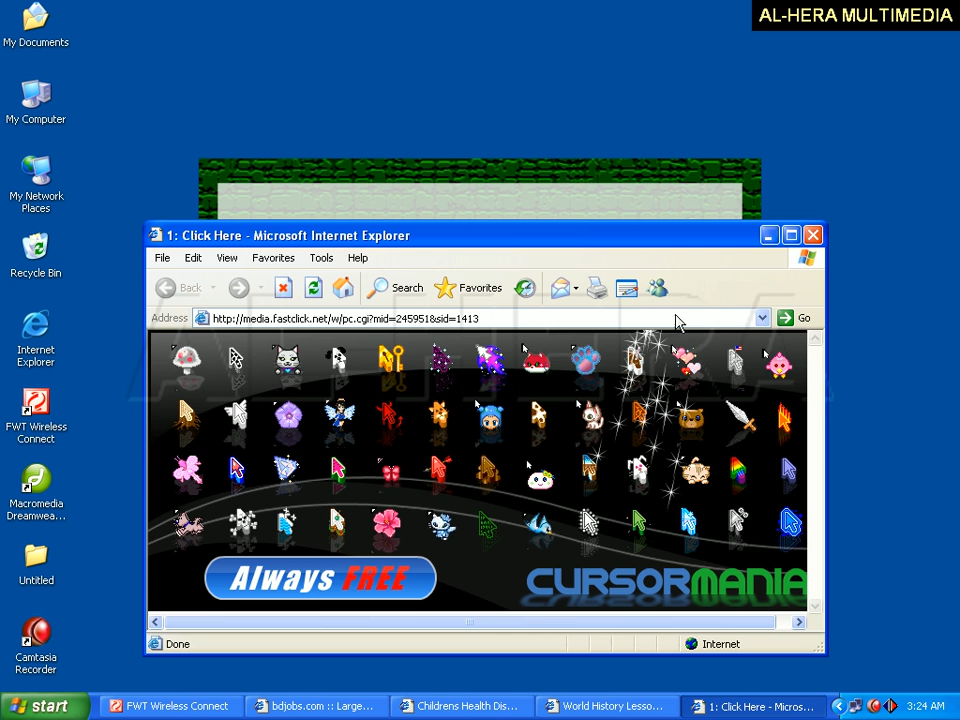 AL-HERA MULTIMEDIA
My Documents
My Computer
My Network
Places
Recycle Bin
Internet
Explorer
FWT Wireless
Connect
Macromedia
Dreamwea...
Untitled
Camtasia
Recorder
1: Click Here - Microsoft Internet Explorer
File Edit View Favorites Tools Help
Back Search Favorites
Address http://media.fastclick.net/w/pc.cgi?mid=245951&sid=1413 Go
Always FREE
CURSORMANIA
Done Internet
start FWT Wireless Connect bdjobs.com :: Large... Childrens Health Dis... World History Lesso... 1: Click Here - Micros... 3:24 AM